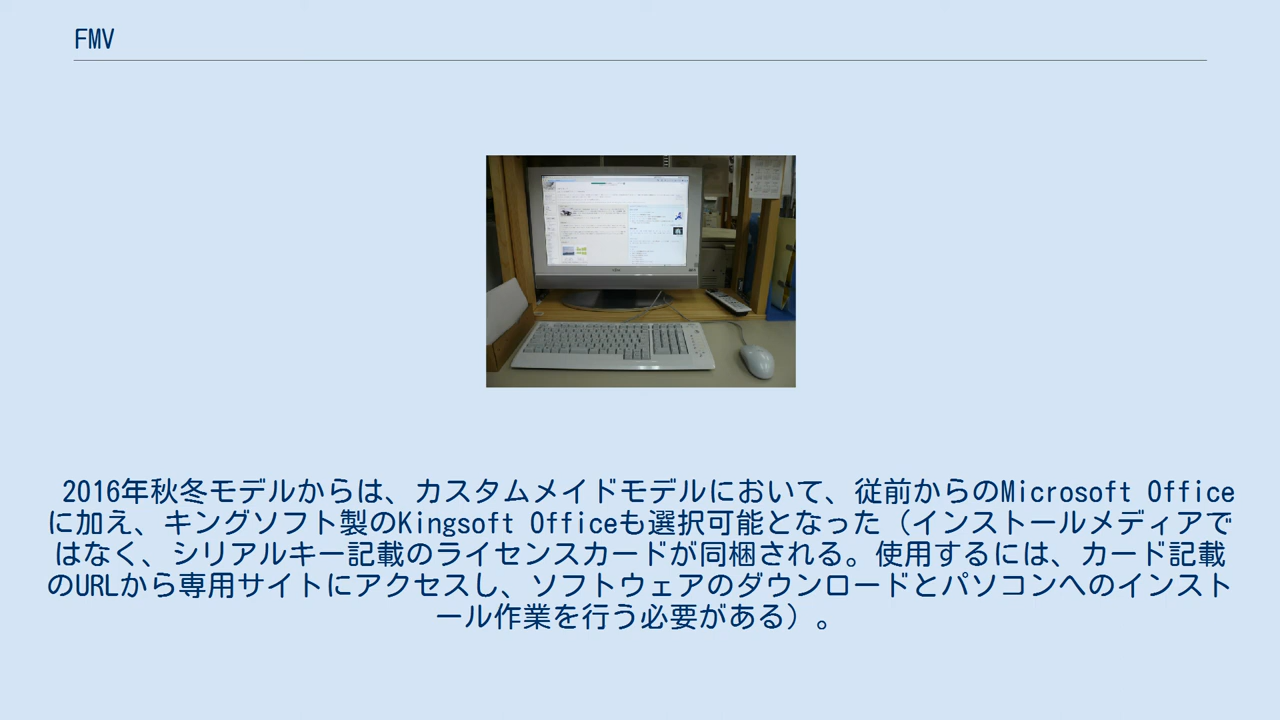 FMV
2016年秋冬モデルからは、カスタムメイドモデルにおいて、従前からのMicrosoft Office
に加え、キングソフト製のKingsoft Officeも選択可能となった（インストールメディアで
はなく、シリアルキー記載のライセンスカードが同梱される。使用するには、カード記載
のURLから専用サイトにアクセスし、ソフトウェアのダウンロードとパソコンへのインスト
ール作業を行う必要がある）。